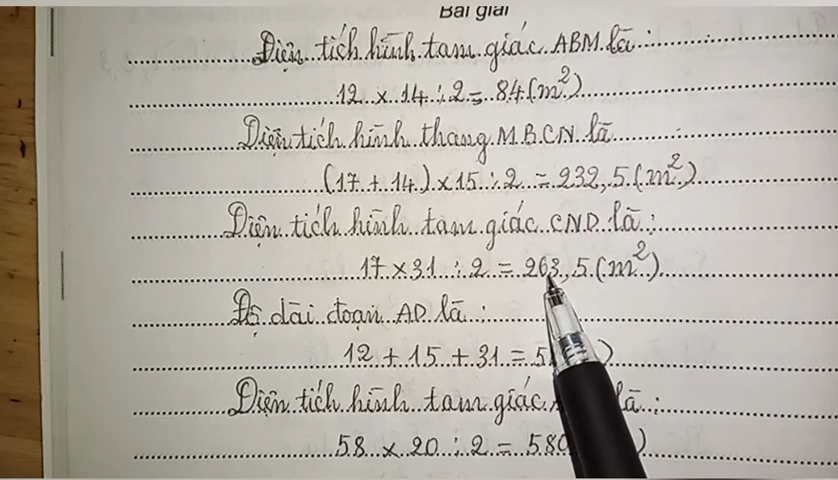 Bài giải
Diện tích hình tam giác ABM là :
12 x 14 : 2 = 84 (m²)
Diện tích hình thang MBCN là
(17 + 14) x 15 : 2 = 232,5 (m²)
Diện tích hình tam giác CND là :
17 x 31 : 2 = 263,5 (m²)
Độ dài đoạn AD là :
12 + 15 + 31 = 5 )
Diện tích hình tam giác là :
58 x 20 : 2 = 580 )